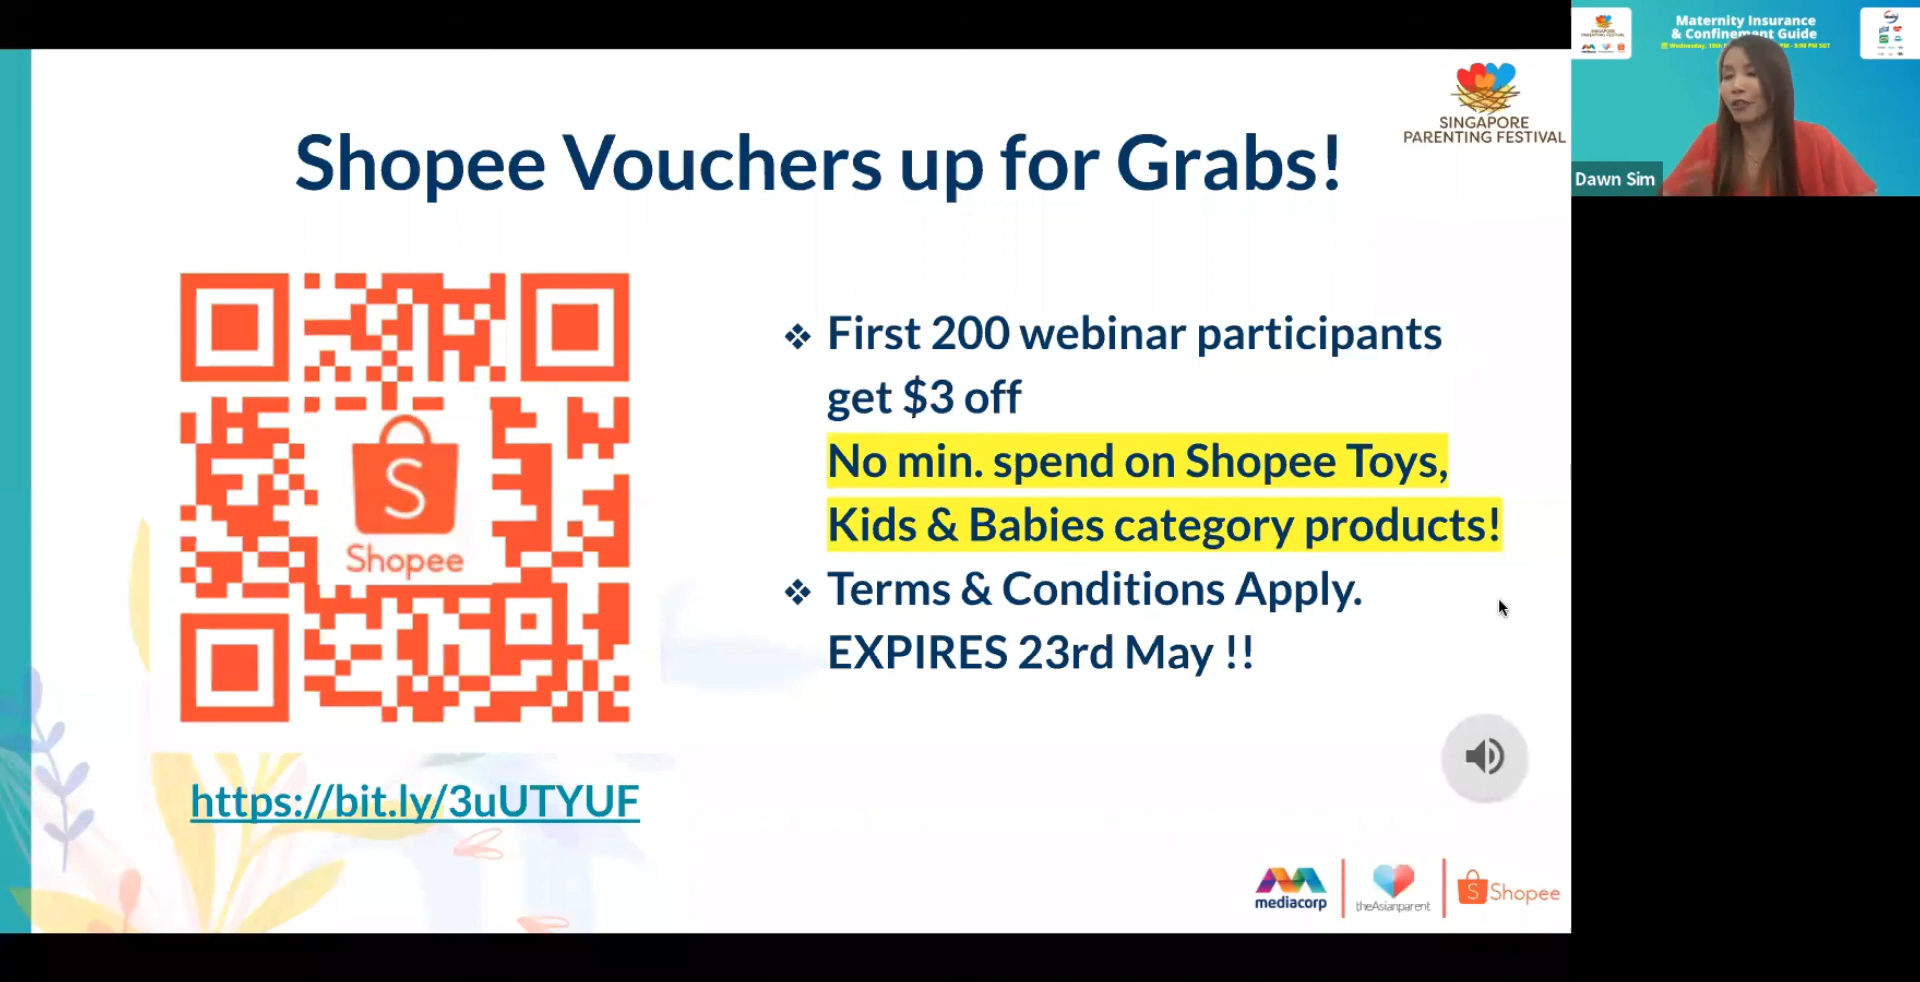 Shopee Vouchers up for Grabs!
SINGAPORE
PARENTING FESTIVAL
Shopee
https://bit.ly/3uUTYUF
❖ First 200 webinar participants
get $3 off
No min. spend on Shopee Toys,
Kids & Babies category products!
❖ Terms & Conditions Apply.
EXPIRES 23rd May !!
mediacorp
theAsianparent
Shopee
Maternity Insurance
& Confinement Guide
Dawn Sim